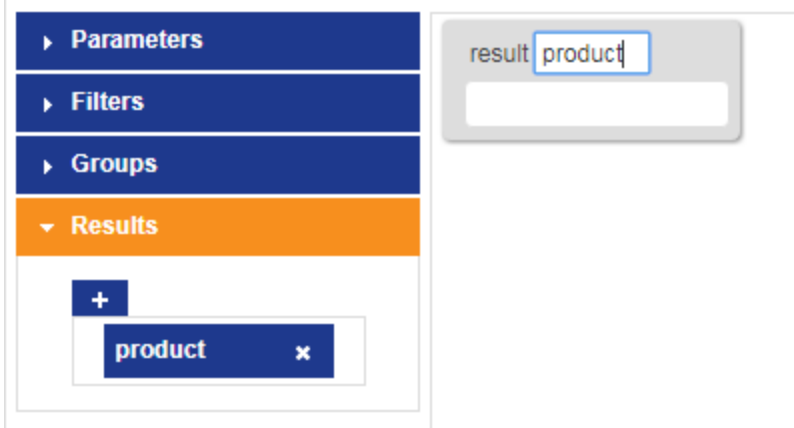 Parameters
Filters
Groups
Results
+
product ×
result product